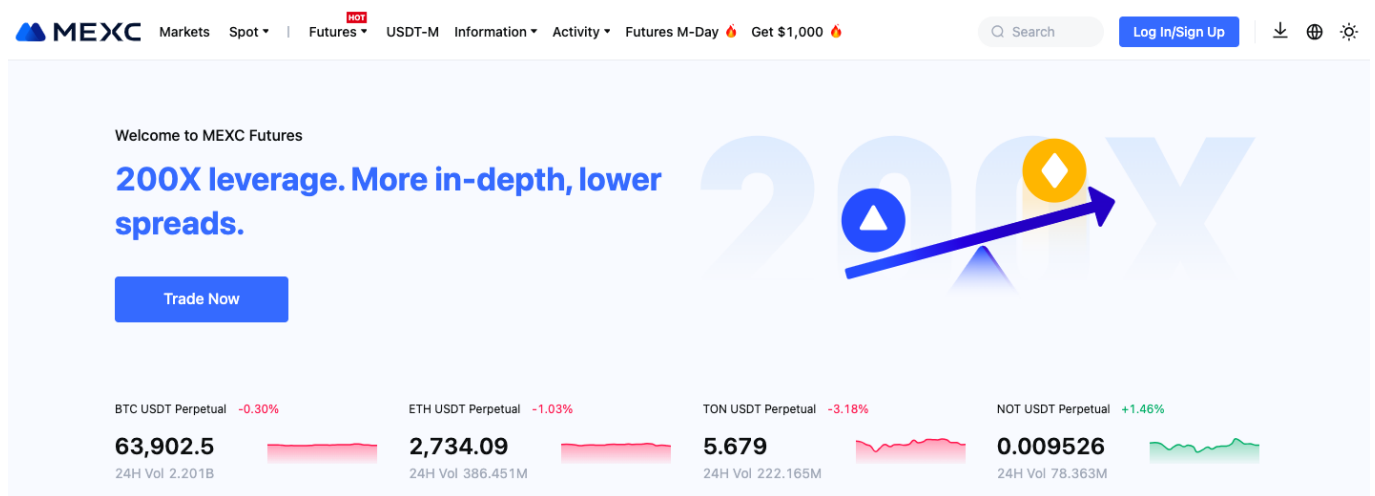 MEXC Markets Spot | Futures HOT USDT-M Information Activity Futures M-Day Get $1,000 Search Log In/Sign Up
200X
Welcome to MEXC Futures
200X leverage. More in-depth, lower
spreads.
Trade Now
BTC USDT Perpetual -0.30%
63,902.5
24H Vol 2.201B
ETH USDT Perpetual -1.03%
2,734.09
24H Vol 386.451M
TON USDT Perpetual -3.18%
5.679
24H Vol 222.165M
NOT USDT Perpetual +1.46%
0.009526
24H Vol 78.363M